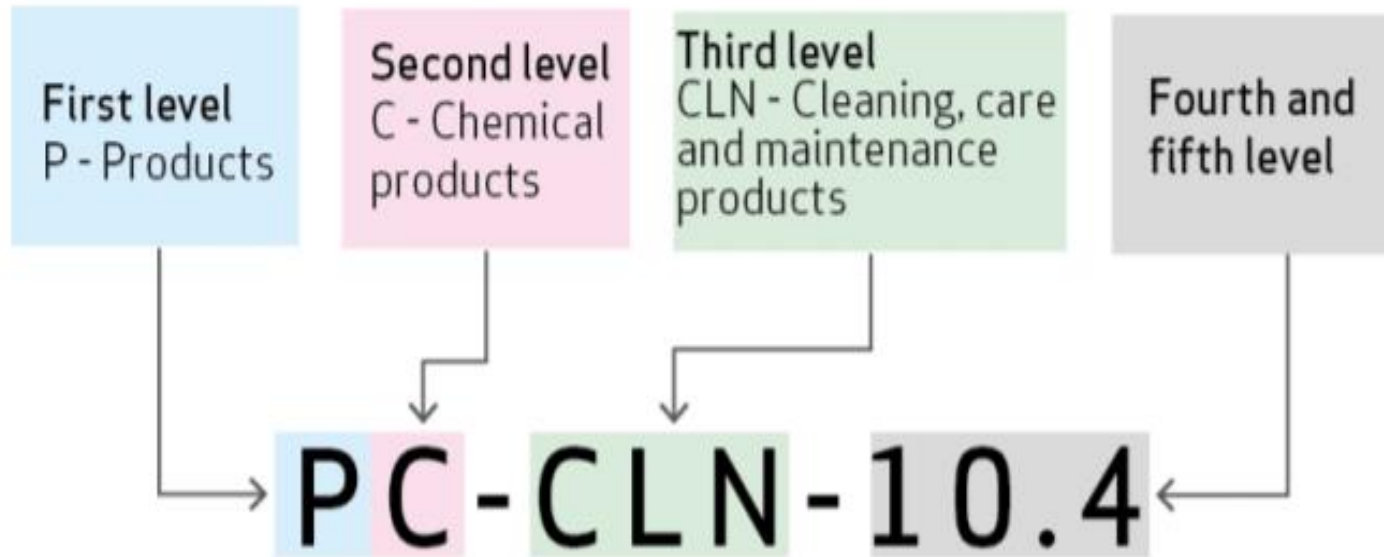 First level
P - Products
Second level
C - Chemical
products
Third level
CLN - Cleaning, care
and maintenance
products
Fourth and
fifth level
PC-CLN-10.4